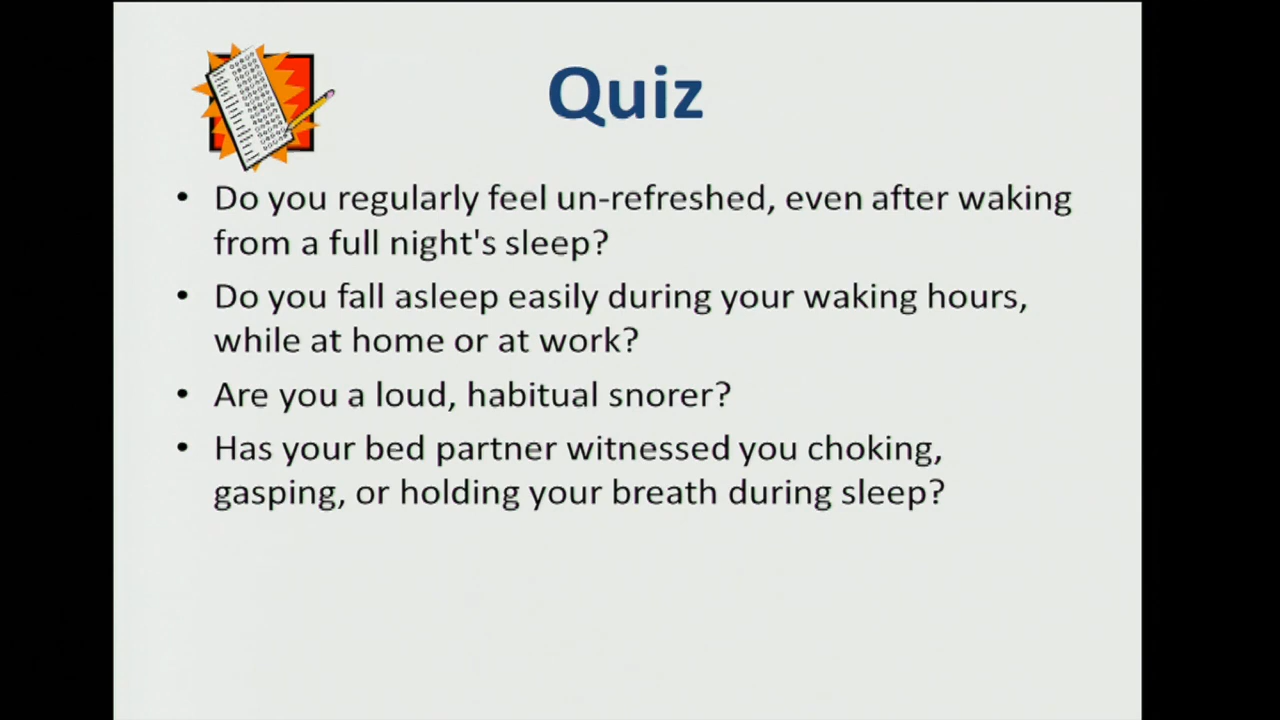 Quiz
• Do you regularly feel un-refreshed, even after waking
from a full night's sleep?
• Do you fall asleep easily during your waking hours,
while at home or at work?
• Are you a loud, habitual snorer?
• Has your bed partner witnessed you choking,
gasping, or holding your breath during sleep?